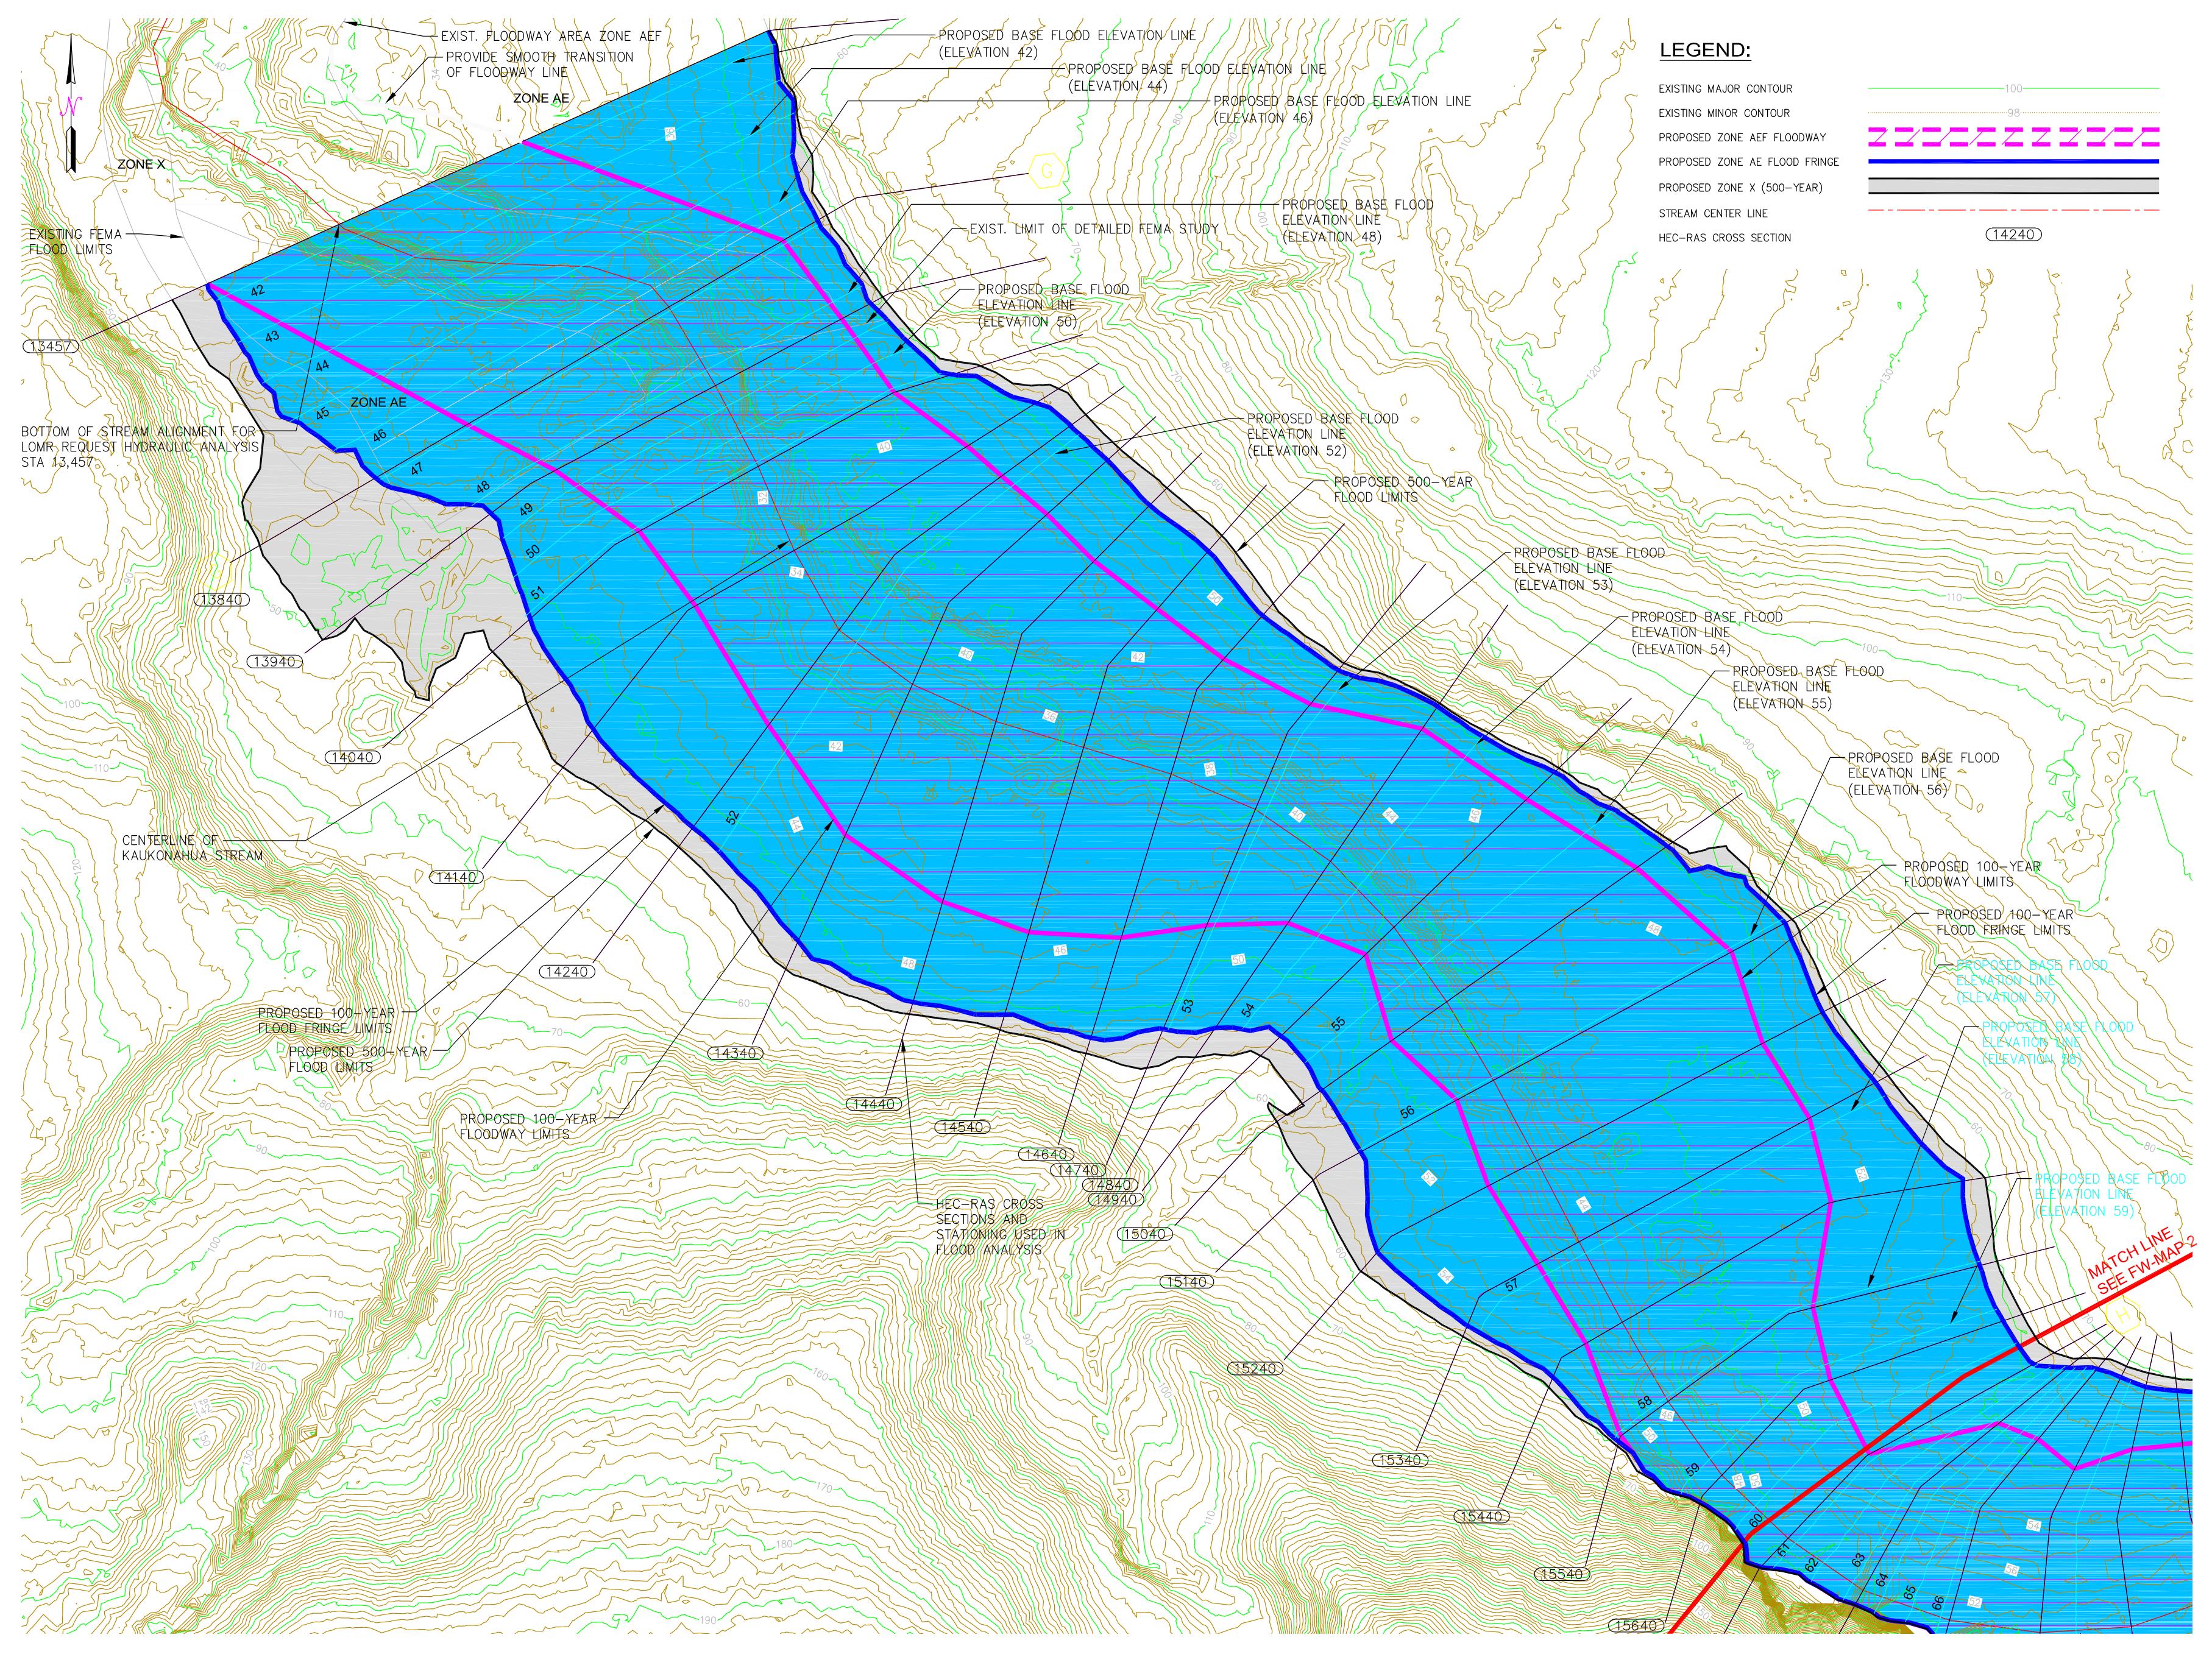 EXIST. FLOODWAY AREA ZONE AEF
PROVIDE SMOOTH TRANSITION
OF FLOODWAY LINE
ZONE AE
ZONE X
N
EXISTING FEMA
FLOOD LIMITS
PROPOSED BASE FLOOD ELEVATION LINE
(ELEVATION 42)
PROPOSED BASE FLOOD ELEVATION LINE
(ELEVATION 44)
PROPOSED BASE FLOOD ELEVATION LINE
(ELEVATION 46)
G
PROPOSED BASE FLOOD
ELEVATION LINE
(ELEVATION 48)
EXIST. LIMIT OF DETAILED FEMA STUDY
PROPOSED BASE FLOOD
ELEVATION LINE
(ELEVATION 50)
PROPOSED BASE FLOOD
ELEVATION LINE
(ELEVATION 52)
PROPOSED 500-YEAR
FLOOD LIMITS
PROPOSED BASE FLOOD
ELEVATION LINE
(ELEVATION 53)
PROPOSED BASE FLOOD
ELEVATION LINE
(ELEVATION 54)
PROPOSED BASE FLOOD
ELEVATION LINE
(ELEVATION 55)
PROPOSED BASE FLOOD
ELEVATION LINE
(ELEVATION 56)
PROPOSED 100-YEAR
FLOODWAY LIMITS
PROPOSED 100-YEAR
FLOOD FRINGE LIMITS
PROPOSED BASE FLOOD
ELEVATION LINE
(ELEVATION 57)
PROPOSED BASE FLOOD
ELEVATION LINE
(ELEVATION 58)
PROPOSED BASE FLOOD
ELEVATION LINE
(ELEVATION 59)
MATCH LINE
SEE FW-MAP 2
H
LEGEND:
EXISTING MAJOR CONTOUR 100
EXISTING MINOR CONTOUR 98
PROPOSED ZONE AEF FLOODWAY
PROPOSED ZONE AE FLOOD FRINGE
PROPOSED ZONE X (500-YEAR)
STREAM CENTER LINE
HEC-RAS CROSS SECTION 14240
ZONE AE
BOTTOM OF STREAM ALIGNMENT FOR
LOMR REQUEST HYDRAULIC ANALYSIS
STA 13,457
CENTERLINE OF
KAUKONAHUA STREAM
PROPOSED 100-YEAR
FLOOD FRINGE LIMITS
PROPOSED 500-YEAR
FLOOD LIMITS
PROPOSED 100-YEAR
FLOODWAY LIMITS
HEC-RAS CROSS
SECTIONS AND
STATIONING USED IN
FLOOD ANALYSIS
13457
13840
13940
14040
14140
14240
14340
14440
14540
14640
14740
14840
14940
15040
15140
15240
15340
15440
15540
15640
42
43
44
45
46
47
48
49
50
51
52
53
54
55
56
57
58
59
60
61
62
63
64
65
66